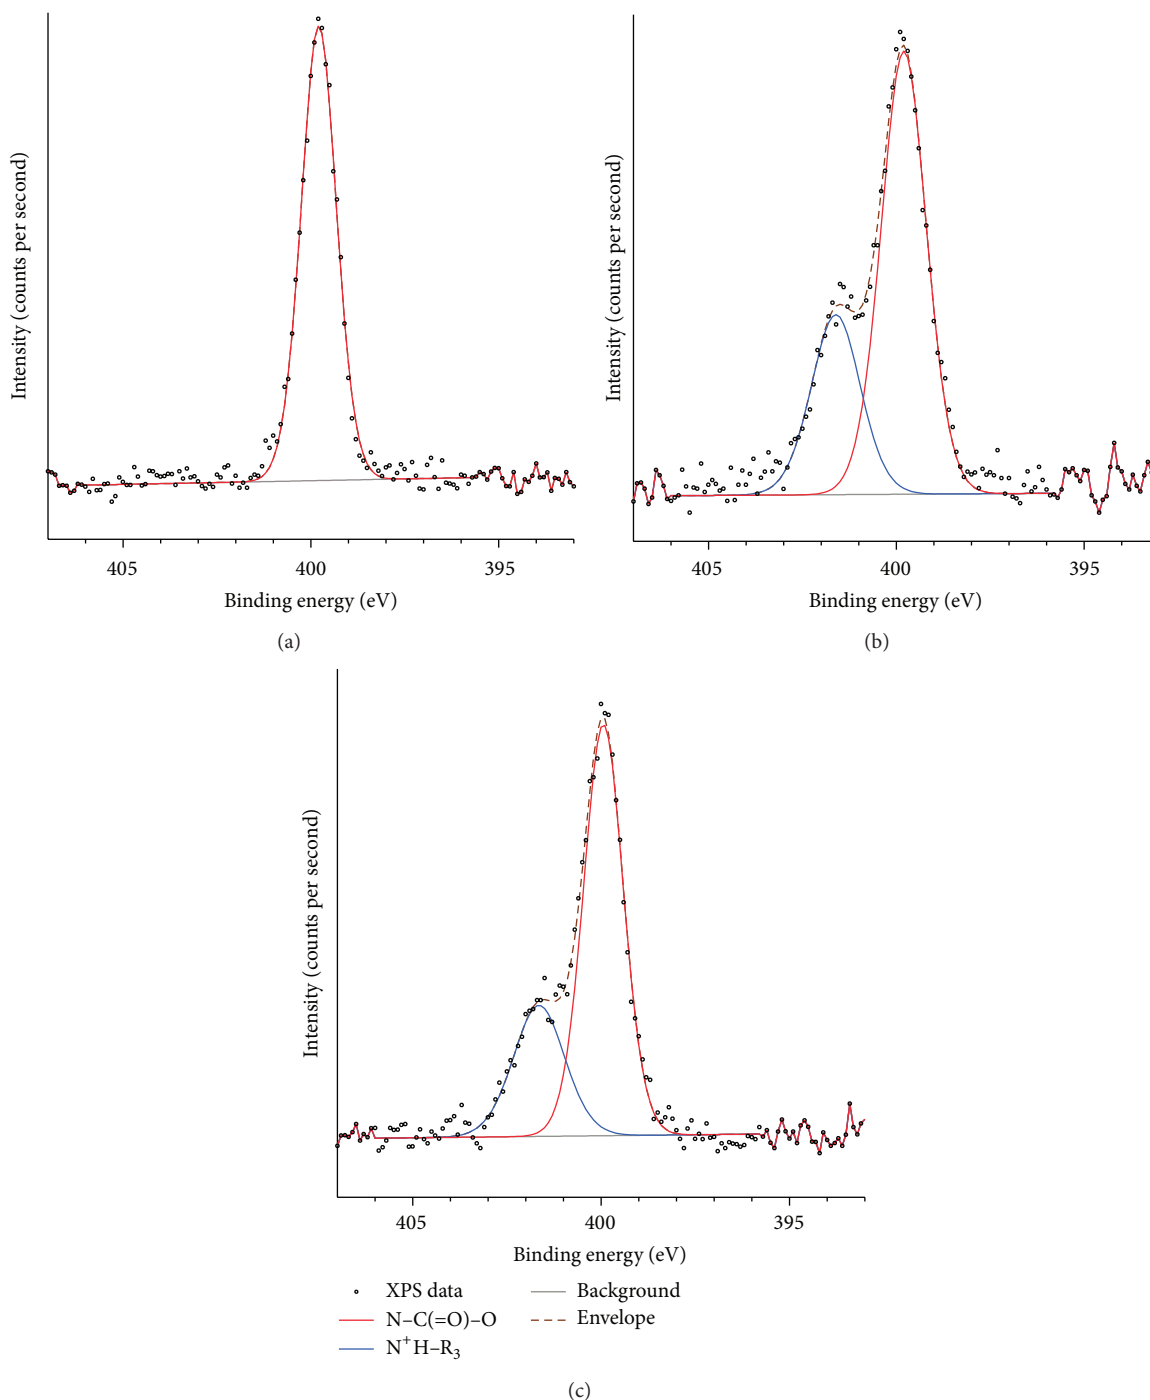 Intensity (counts per second)
405
400
395
Binding energy (eV)
(a)
Intensity (counts per second)
405
400
395
Binding energy (eV)
(b)
Intensity (counts per second)
405
400
395
Binding energy (eV)
XPS data
Background
N–C(=O)–O
Envelope
N⁺H–R₃
(c)